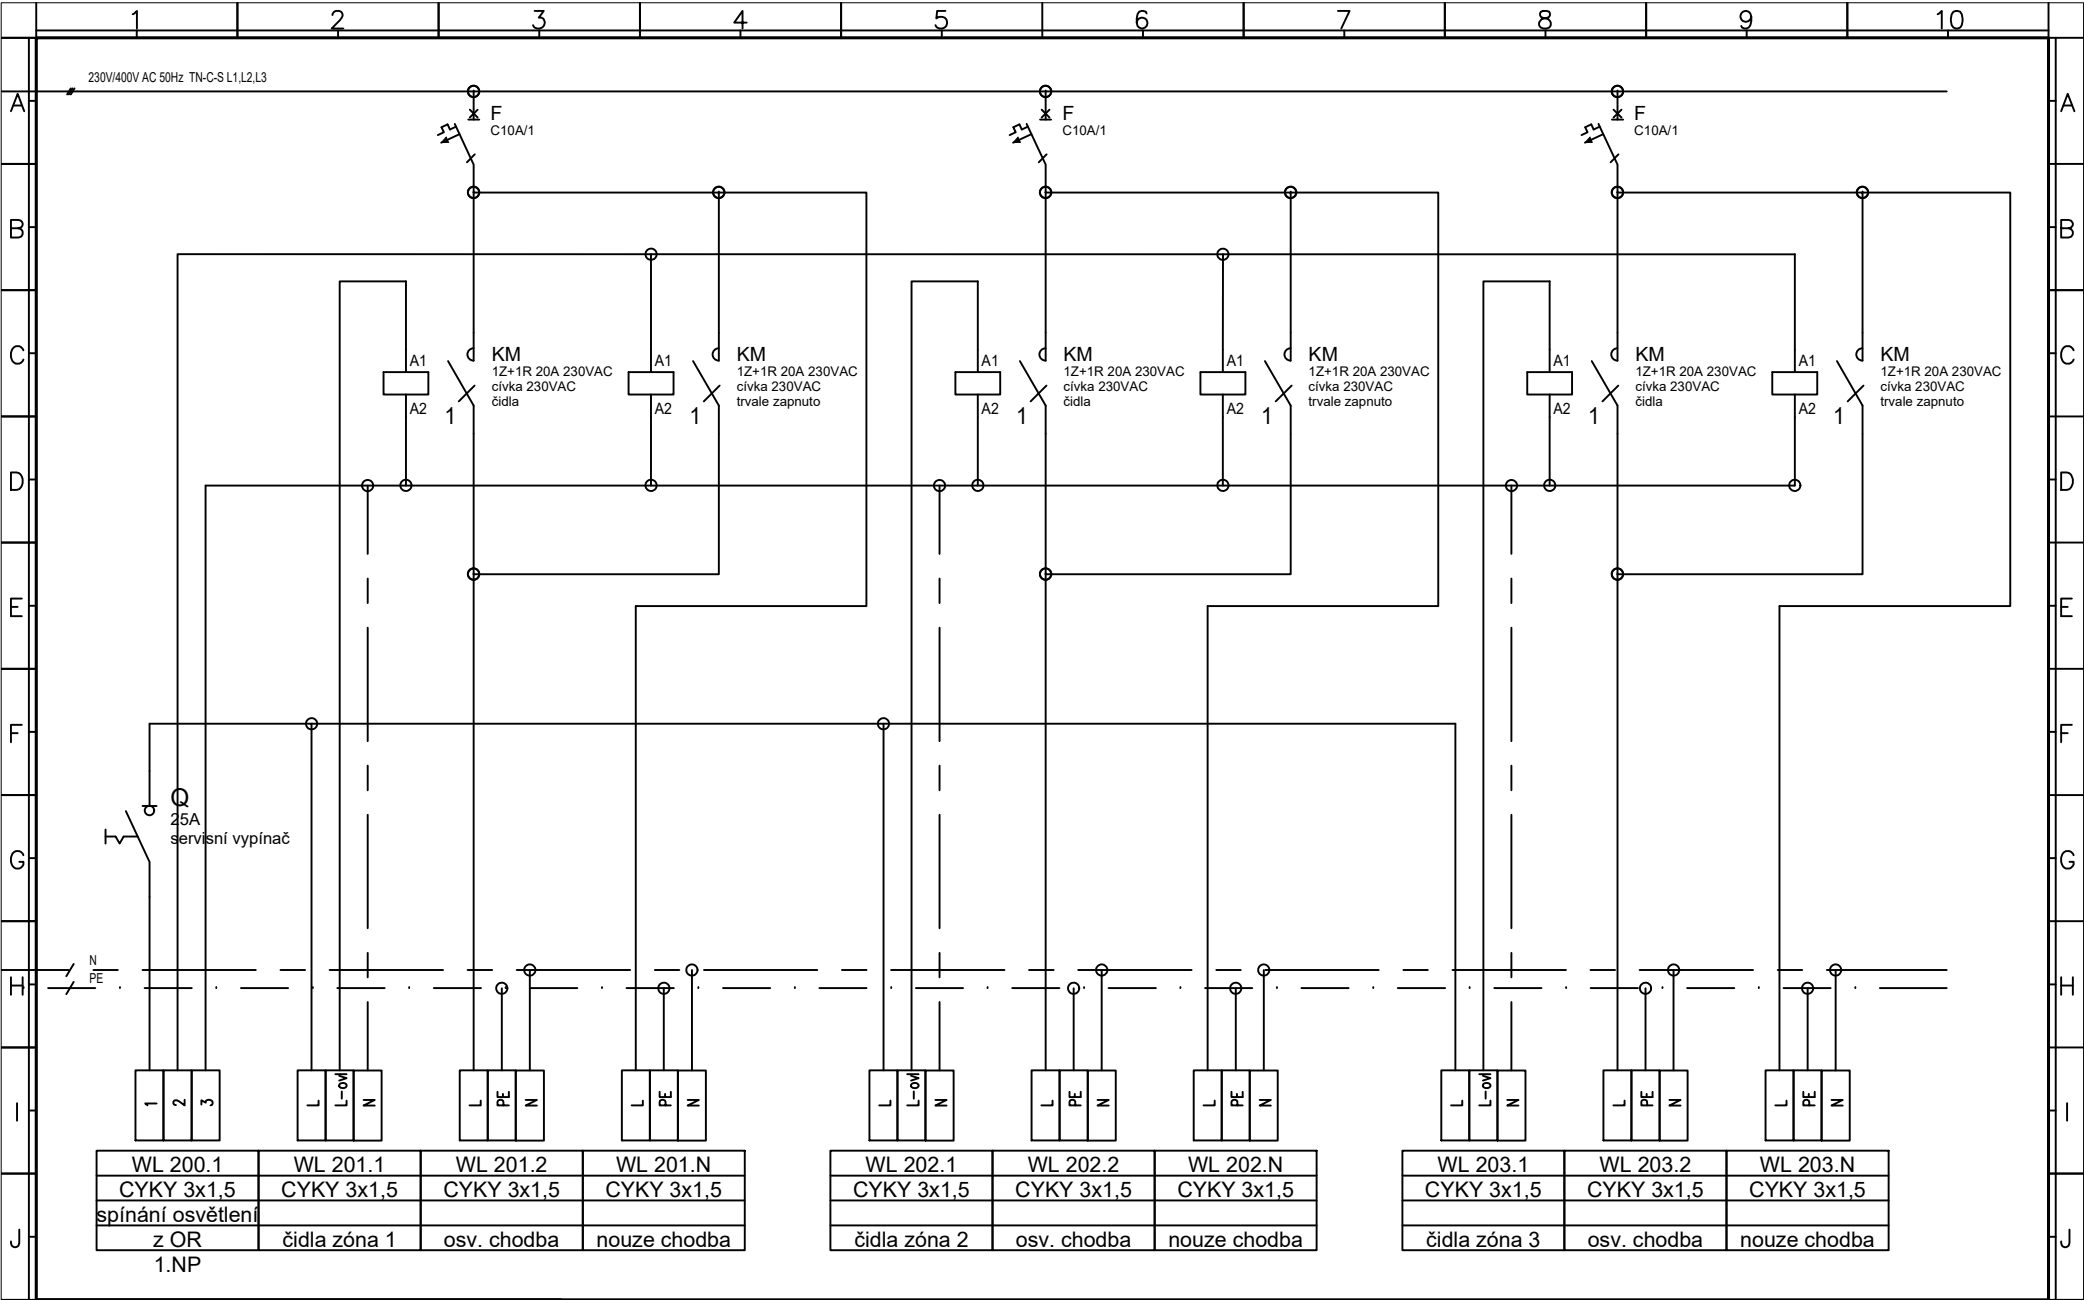 1 2 3 4 5 6 7 8 9 10
230V/400V AC 50Hz TN-C-S L1,L2,L3
A A
F F F
C10A/1 C10A/1 C10A/1
B B
C C
A1 KM A1 KM A1 KM A1 KM A1 KM A1 KM
1Z+1R 20A 230VAC 1Z+1R 20A 230VAC 1Z+1R 20A 230VAC 1Z+1R 20A 230VAC 1Z+1R 20A 230VAC 1Z+1R 20A 230VAC
cívka 230VAC cívka 230VAC cívka 230VAC cívka 230VAC cívka 230VAC cívka 230VAC
čidla trvale zapnuto čidla trvale zapnuto čidla trvale zapnuto
A2 1 A2 1 A2 1 A2 1 A2 1 A2 1
D D
E E
F F
Q
25A
servisní vypínač
G G
N
PE
H H
1 2 3 L L-ovl N L PE N L PE N L L-ovl N L PE N L PE N L L-ovl N L PE N L PE N
I I
WL 200.1 WL 201.1 WL 201.2 WL 201.N WL 202.1 WL 202.2 WL 202.N WL 203.1 WL 203.2 WL 203.N
CYKY 3x1,5 CYKY 3x1,5 CYKY 3x1,5 CYKY 3x1,5 CYKY 3x1,5 CYKY 3x1,5 CYKY 3x1,5 CYKY 3x1,5 CYKY 3x1,5 CYKY 3x1,5
spínání osvětlení
J J
z OR čidla zóna 1 osv. chodba nouze chodba čidla zóna 2 osv. chodba nouze chodba čidla zóna 3 osv. chodba nouze chodba
1.NP